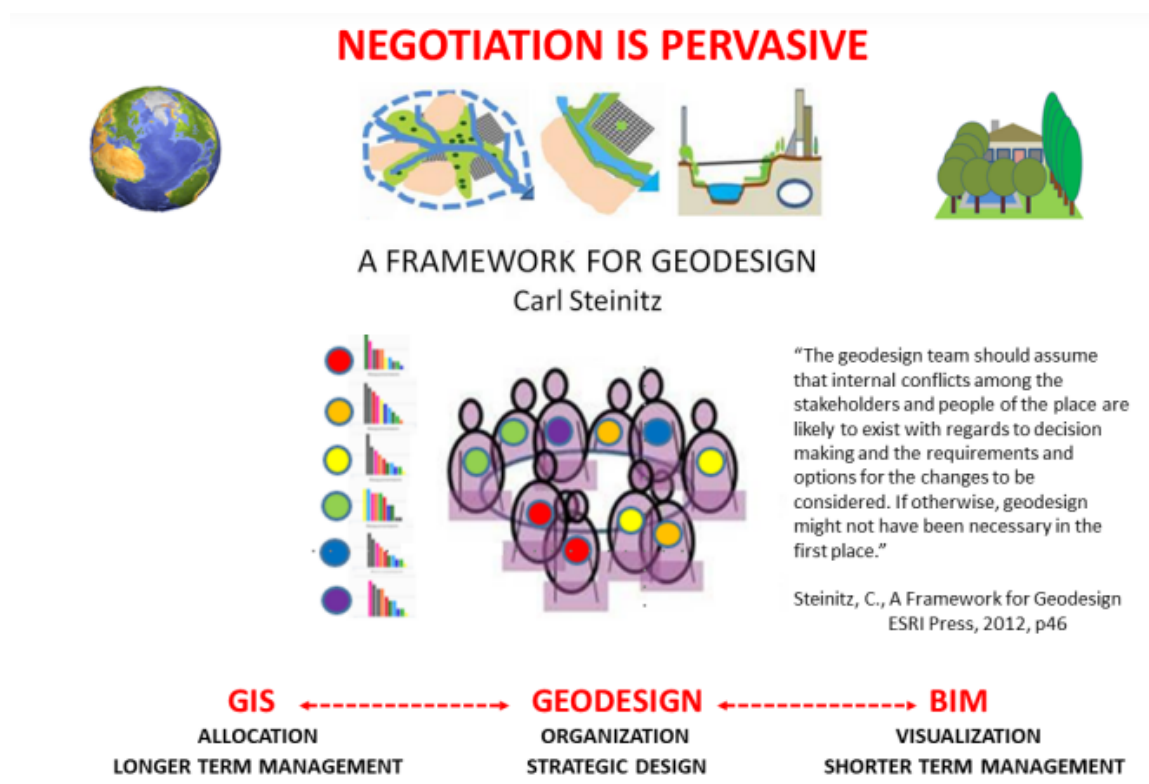 NEGOTIATION IS PERVASIVE
A FRAMEWORK FOR GEODESIGN
Carl Steinitz
“The geodesign team should assume
that internal conflicts among the
stakeholders and people of the place are
likely to exist with regards to decision
making and the requirements and
options for the changes to be
considered. If otherwise, geodesign
might not have been necessary in the
first place.”
Steinitz, C., A Framework for Geodesign
ESRI Press, 2012, p46
GIS GEODESIGN BIM
ALLOCATION ORGANIZATION VISUALIZATION
LONGER TERM MANAGEMENT STRATEGIC DESIGN SHORTER TERM MANAGEMENT